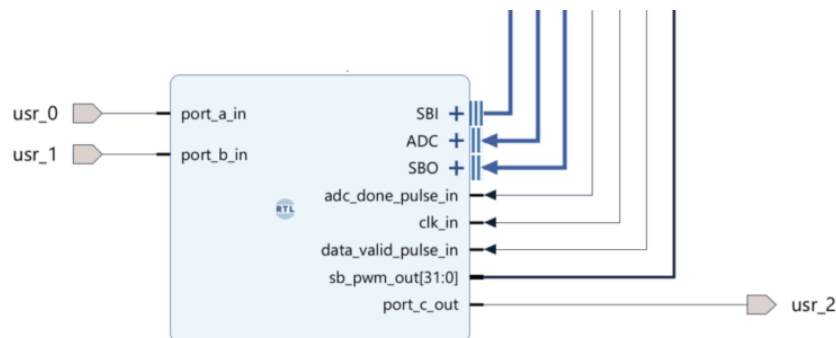 usr_0
usr_1
port_a_in
port_b_in
RTL
SBI
ADC
SBO
adc_done_pulse_in
clk_in
data_valid_pulse_in
sb_pwm_out[31:0]
port_c_out
usr_2